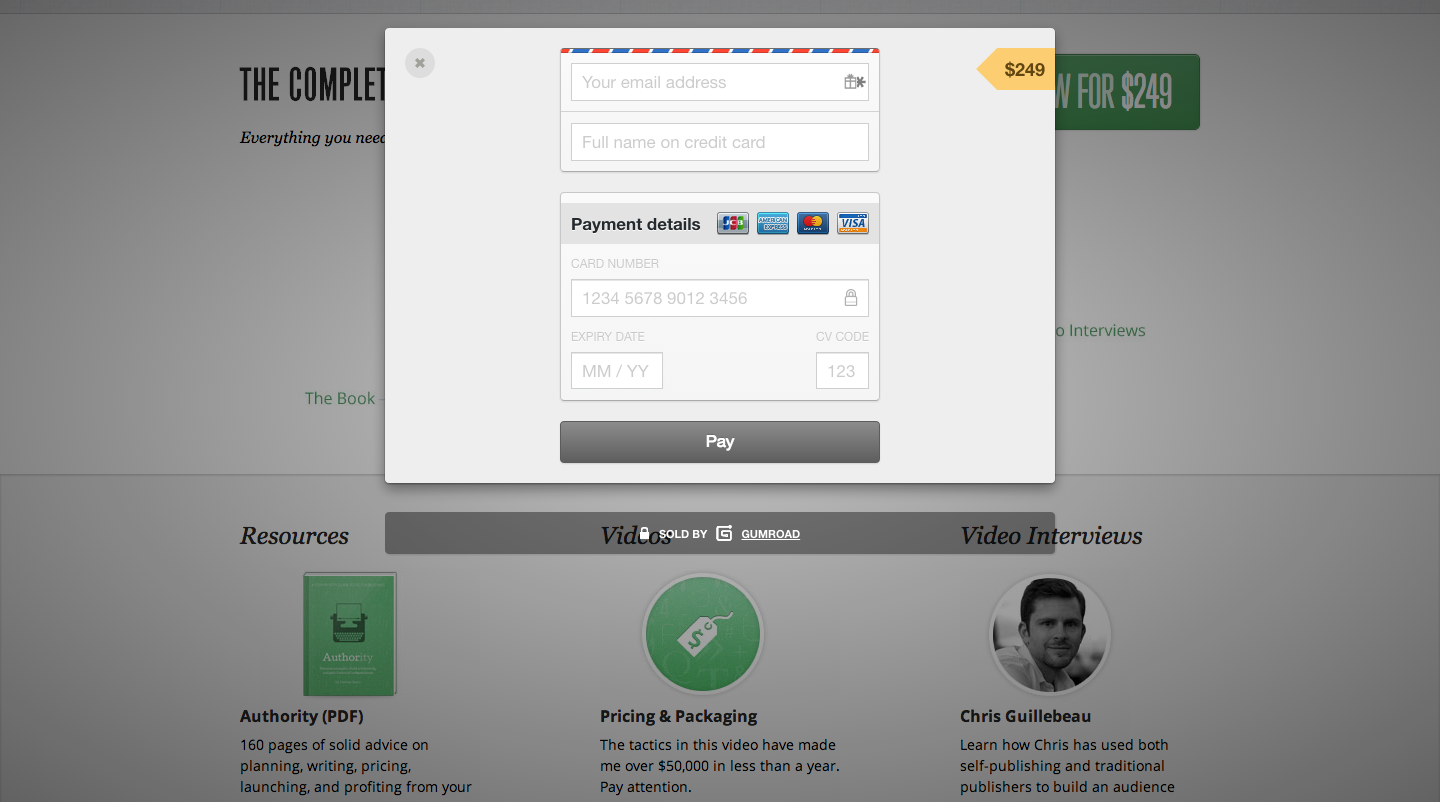 THE COMPLET
$249
W FOR $249
Everything you need
Your email address
Full name on credit card
Payment details
JCB
AMERICAN EXPRESS
VISA
CARD NUMBER
1234 5678 9012 3456
EXPIRY DATE
CV CODE
MM / YY
123
o Interviews
The Book
Pay
SOLD BY GUMROAD
Resources
Videos
Video Interviews
Authority
Authority (PDF)
160 pages of solid advice on
planning, writing, pricing,
launching, and profiting from your
Pricing & Packaging
The tactics in this video have made
me over $50,000 in less than a year.
Pay attention.
Chris Guillebeau
Learn how Chris has used both
self-publishing and traditional
publishers to build an audience